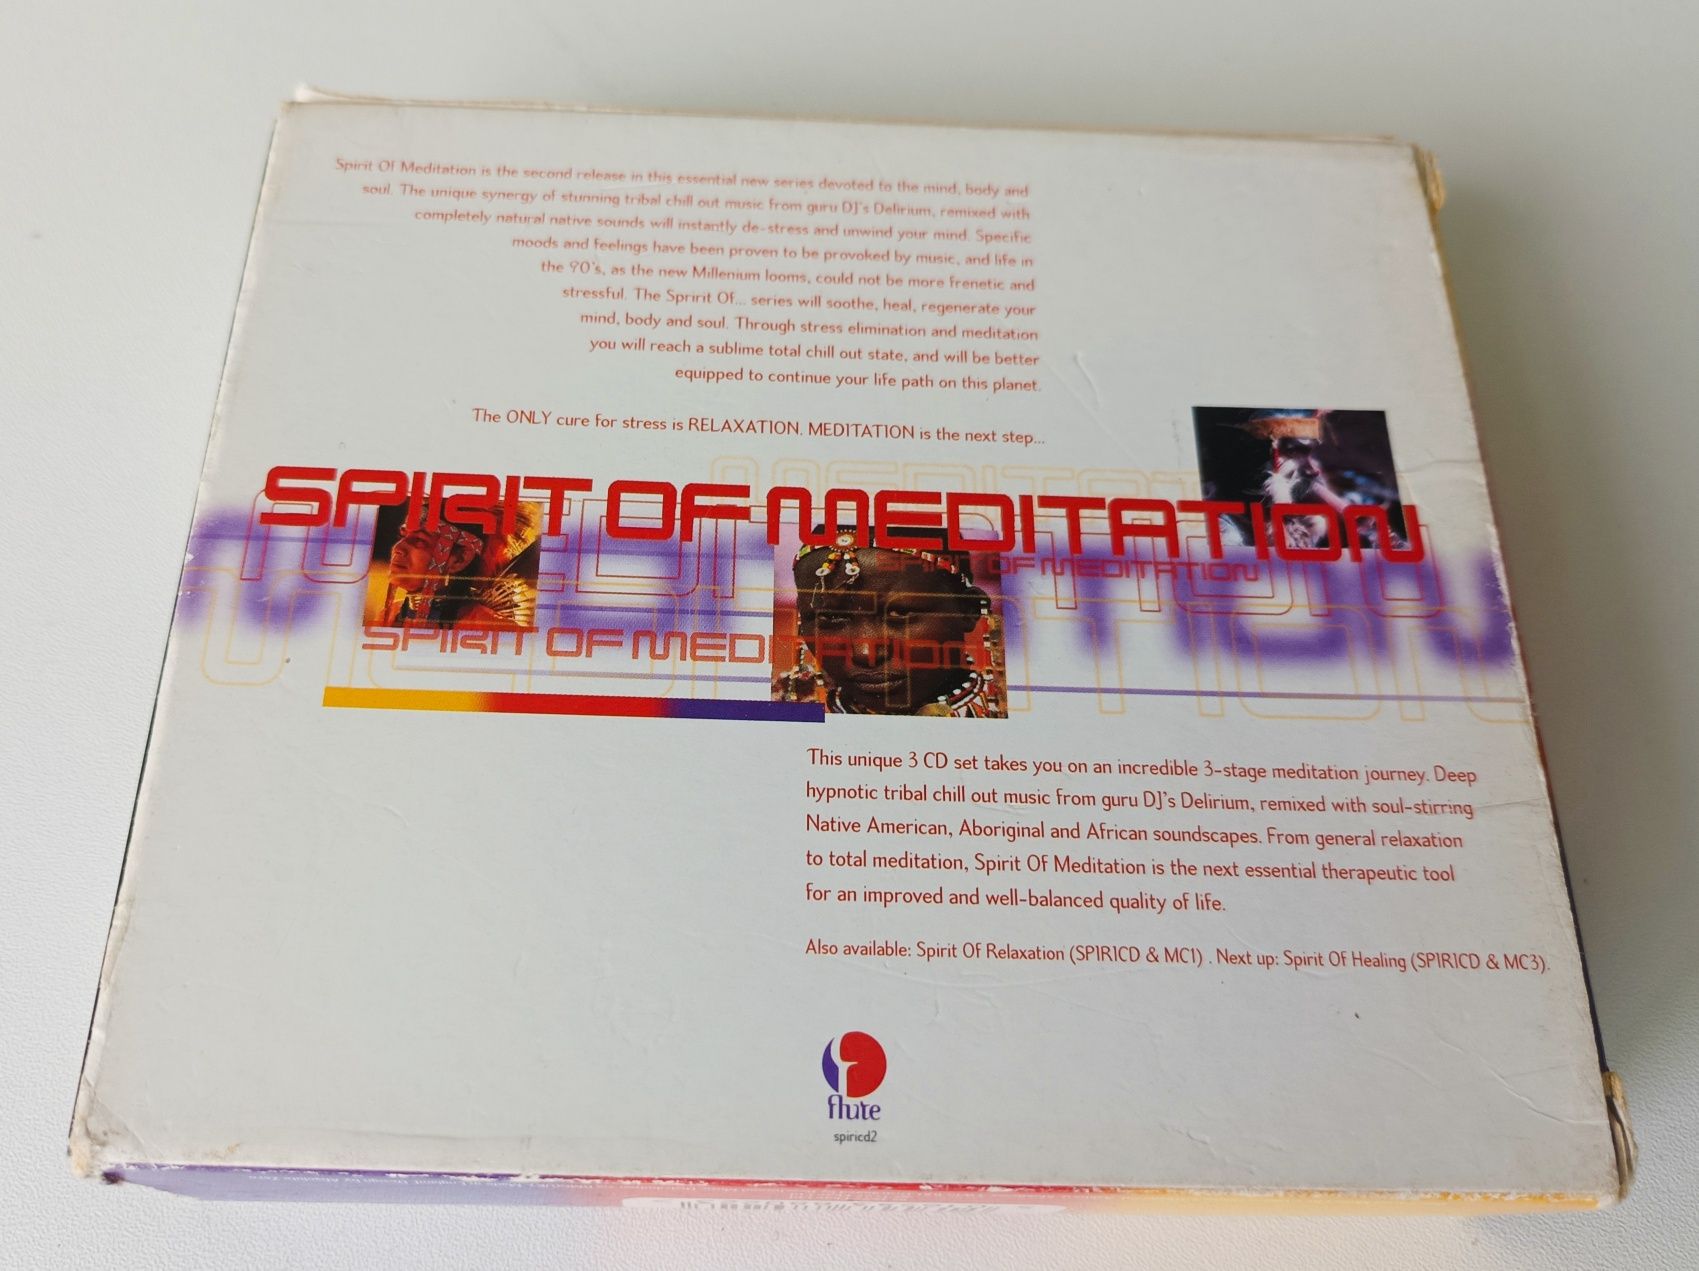 Spirit Of Meditation is the second release in this essential new series devoted to the mind, body and
soul. The unique synergy of stunning tribal chill out music from guru DJ's Delirium, remixed with
completely natural native sounds will instantly de-stress and unwind your mind. Specific
moods and feelings have been proven to be provoked by music, and life in
the 90's, as the new Millenium looms, could not be more frenetic and
stressful. The Spririt Of... series will soothe, heal, regenerate your
mind, body and soul. Through stress elimination and meditation
you will reach a sublime total chill out state, and will be better
equipped to continue your life path on this planet.
The ONLY cure for stress is RELAXATION. MEDITATION is the next step...
MEDITATION
SPIRIT OF MEDITATION
SPIRIT OF MEDITATION
SPIRIT OF MEDITATION
MEDITATION
This unique 3 CD set takes you on an incredible 3-stage meditation journey. Deep
hypnotic tribal chill out music from guru DJ's Delirium, remixed with soul-stirring
Native American, Aboriginal and African soundscapes. From general relaxation
to total meditation, Spirit Of Meditation is the next essential therapeutic tool
for an improved and well-balanced quality of life.
Also available: Spirit Of Relaxation (SPIRICD & MC1) . Next up: Spirit Of Healing (SPIRICD & MC3).
flute
spiricd2